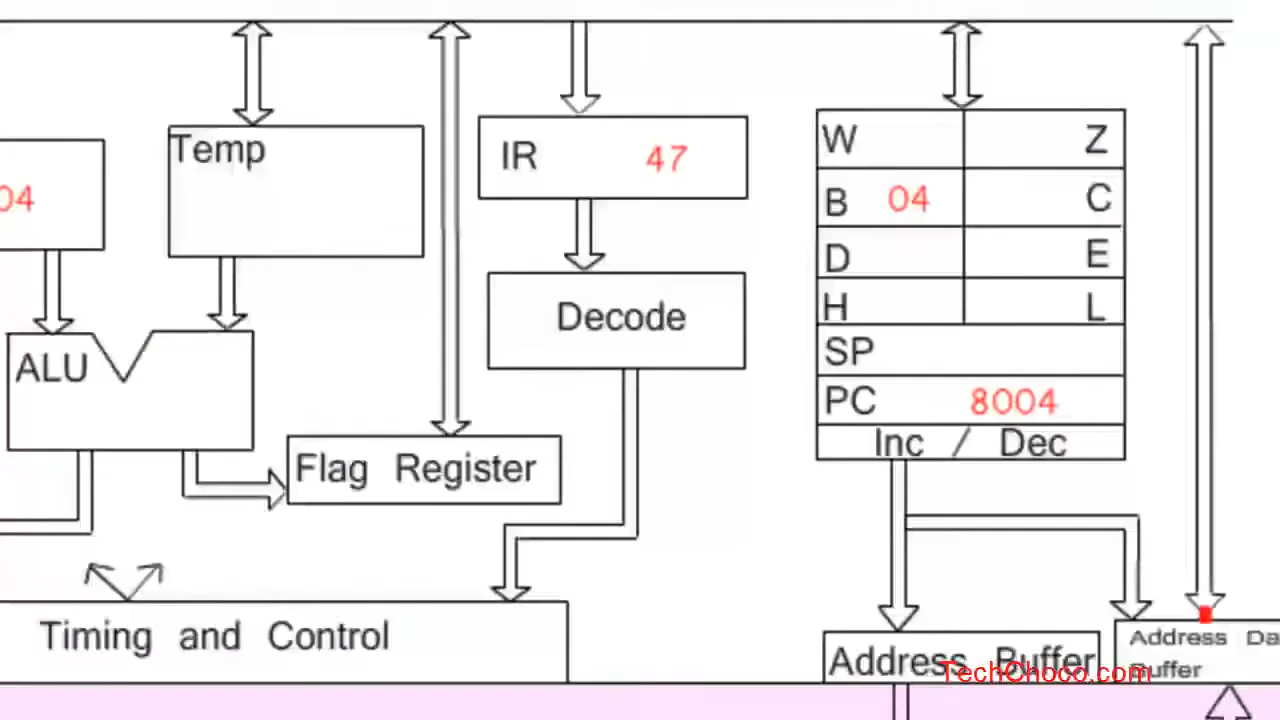 Temp
04
IR 47
W Z
B 04 C
D E
H L
SP
PC 8004
Inc / Dec
Decode
ALU
Flag Register
Timing and Control
Address Buffer
Address Da
Buffer
TechChoco.com